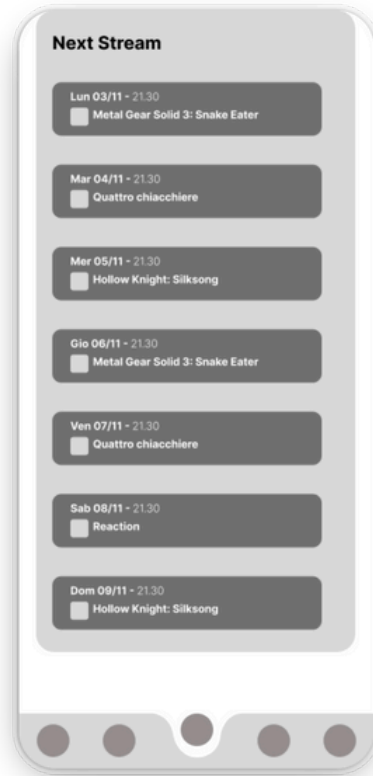 Next Stream
Lun 03/11 - 21.30
Metal Gear Solid 3: Snake Eater
Mar 04/11 - 21.30
Quattro chiacchiere
Mer 05/11 - 21.30
Hollow Knight: Silksong
Gio 06/11 - 21.30
Metal Gear Solid 3: Snake Eater
Ven 07/11 - 21.30
Quattro chiacchiere
Sab 08/11 - 21.30
Reaction
Dom 09/11 - 21.30
Hollow Knight: Silksong